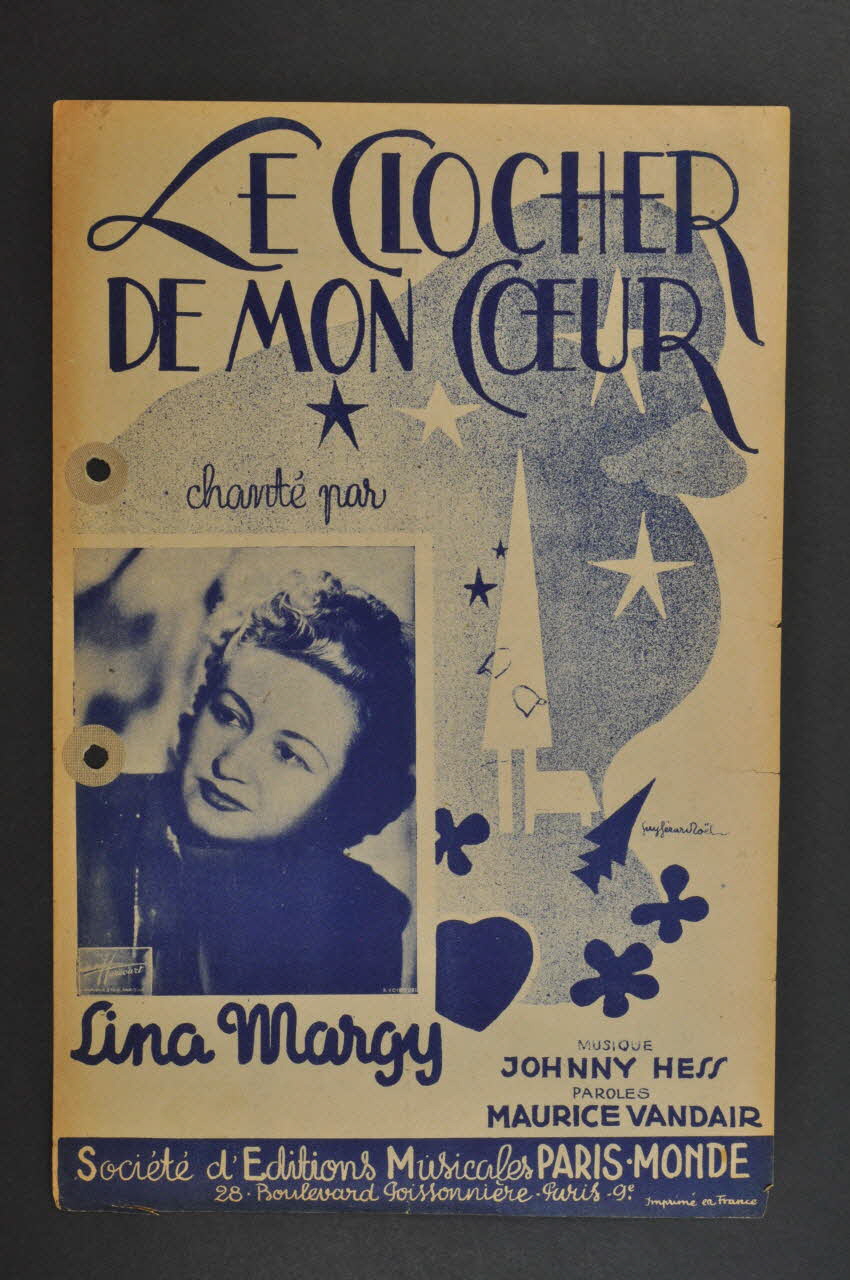 LE CLOCHER
DE MON CŒUR
chanté par
Harcourt
Lina Margy
MUSIQUE
JOHNNY HESS
PAROLES
MAURICE VANDAIR
Société d'Editions Musicales PARIS-MONDE
28 - Boulevard Poissonnière - Paris - 9e
Imprimé en France